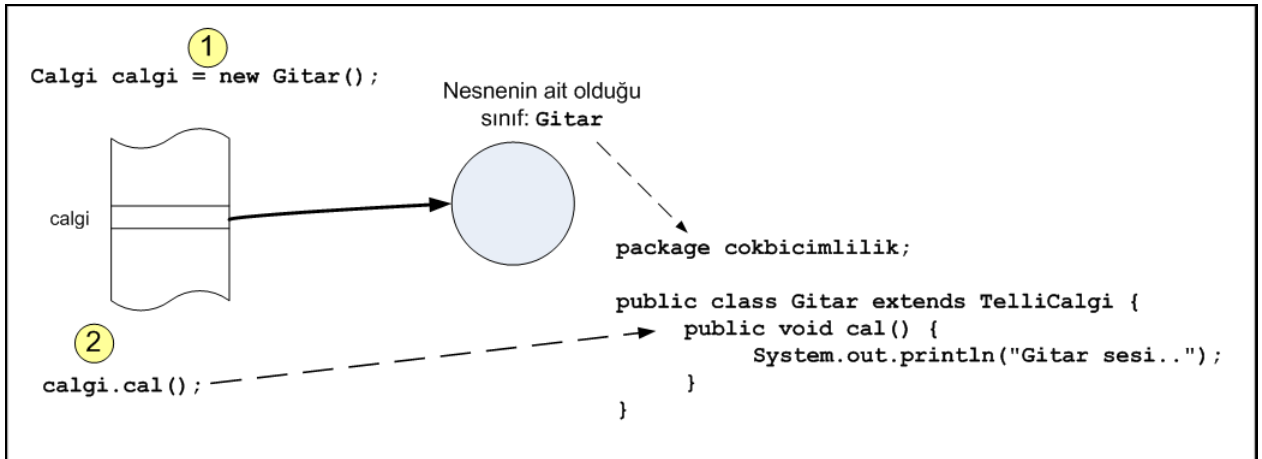 1
Calgi calgi = new Gitar();
Nesnenin ait olduğu
sınıf: Gitar
calgi
package cokbicimlilik;
public class Gitar extends TelliCalgi {
public void cal() {
System.out.println("Gitar sesi..");
}
}
2
calgi.cal();